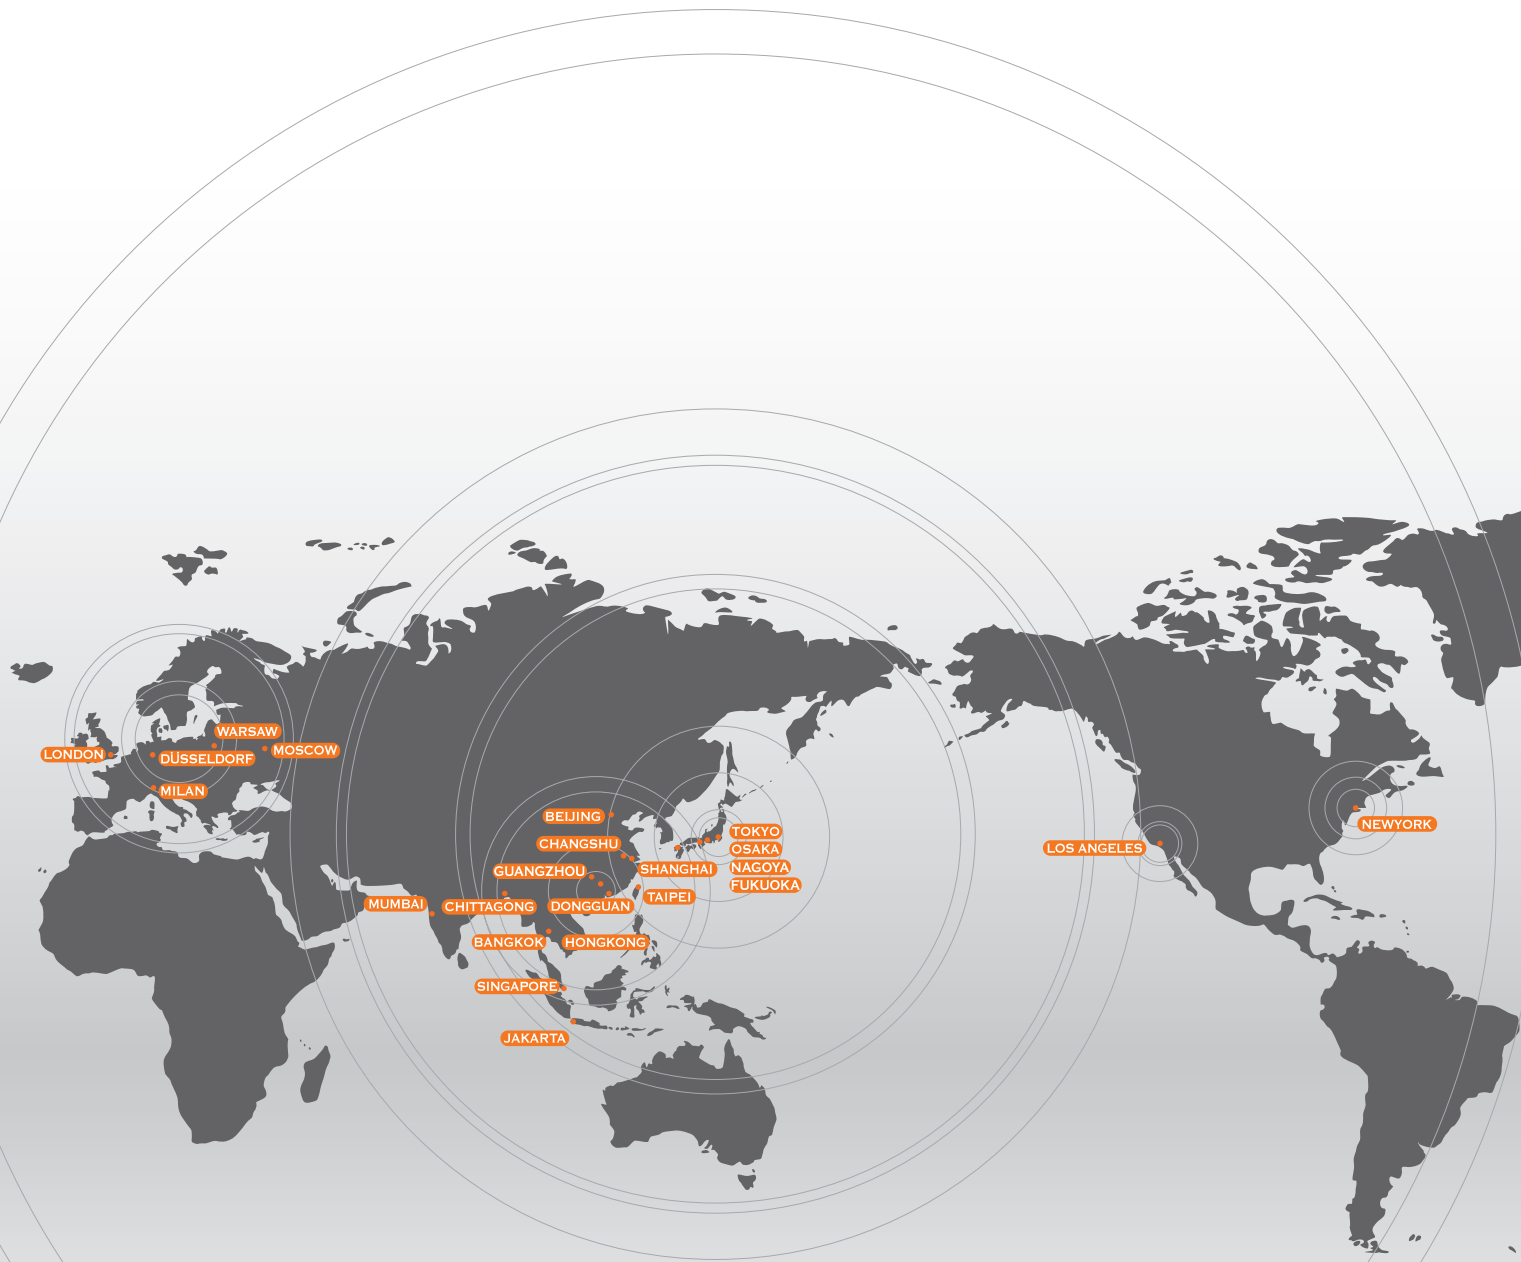 WARSAW
LONDON
MOSCOW
DÜSSELDORF
MILAN
BEIJING
TOKYO
CHANGSHU
OSAKA
LOS ANGELES
NEWYORK
GUANGZHOU
SHANGHAI
NAGOYA
FUKUOKA
TAIPEI
MUMBAI
CHITTAGONG
DONGGUAN
BANGKOK
HONGKONG
SINGAPORE
JAKARTA